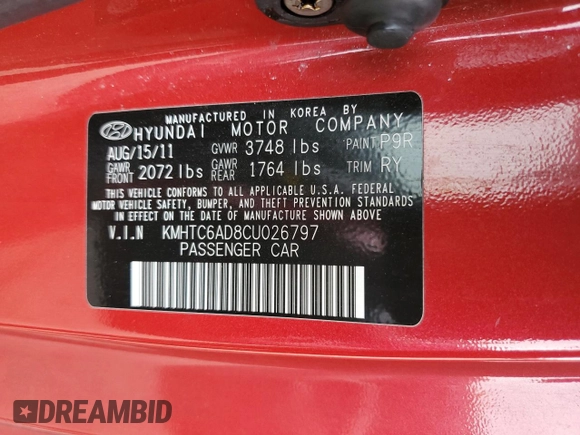 MANUFACTURED IN KOREA BY
HYUNDAI MOTOR COMPANY
AUG/15/11 GVWR 3748 lbs PAINT P9R
GAWR FRONT 2072 lbs GAWR REAR 1764 lbs TRIM RY
THIS VEHICLE CONFORMS TO ALL APPLICABLE U.S.A. FEDERAL
MOTOR VEHICLE SAFETY, BUMPER, AND THEFT PREVENTION STANDARDS
IN EFFECT ON THE DATE OF MANUFACTURE SHOWN ABOVE
V.I.N KMHTC6AD8CU026797
PASSENGER CAR
DREAMBID